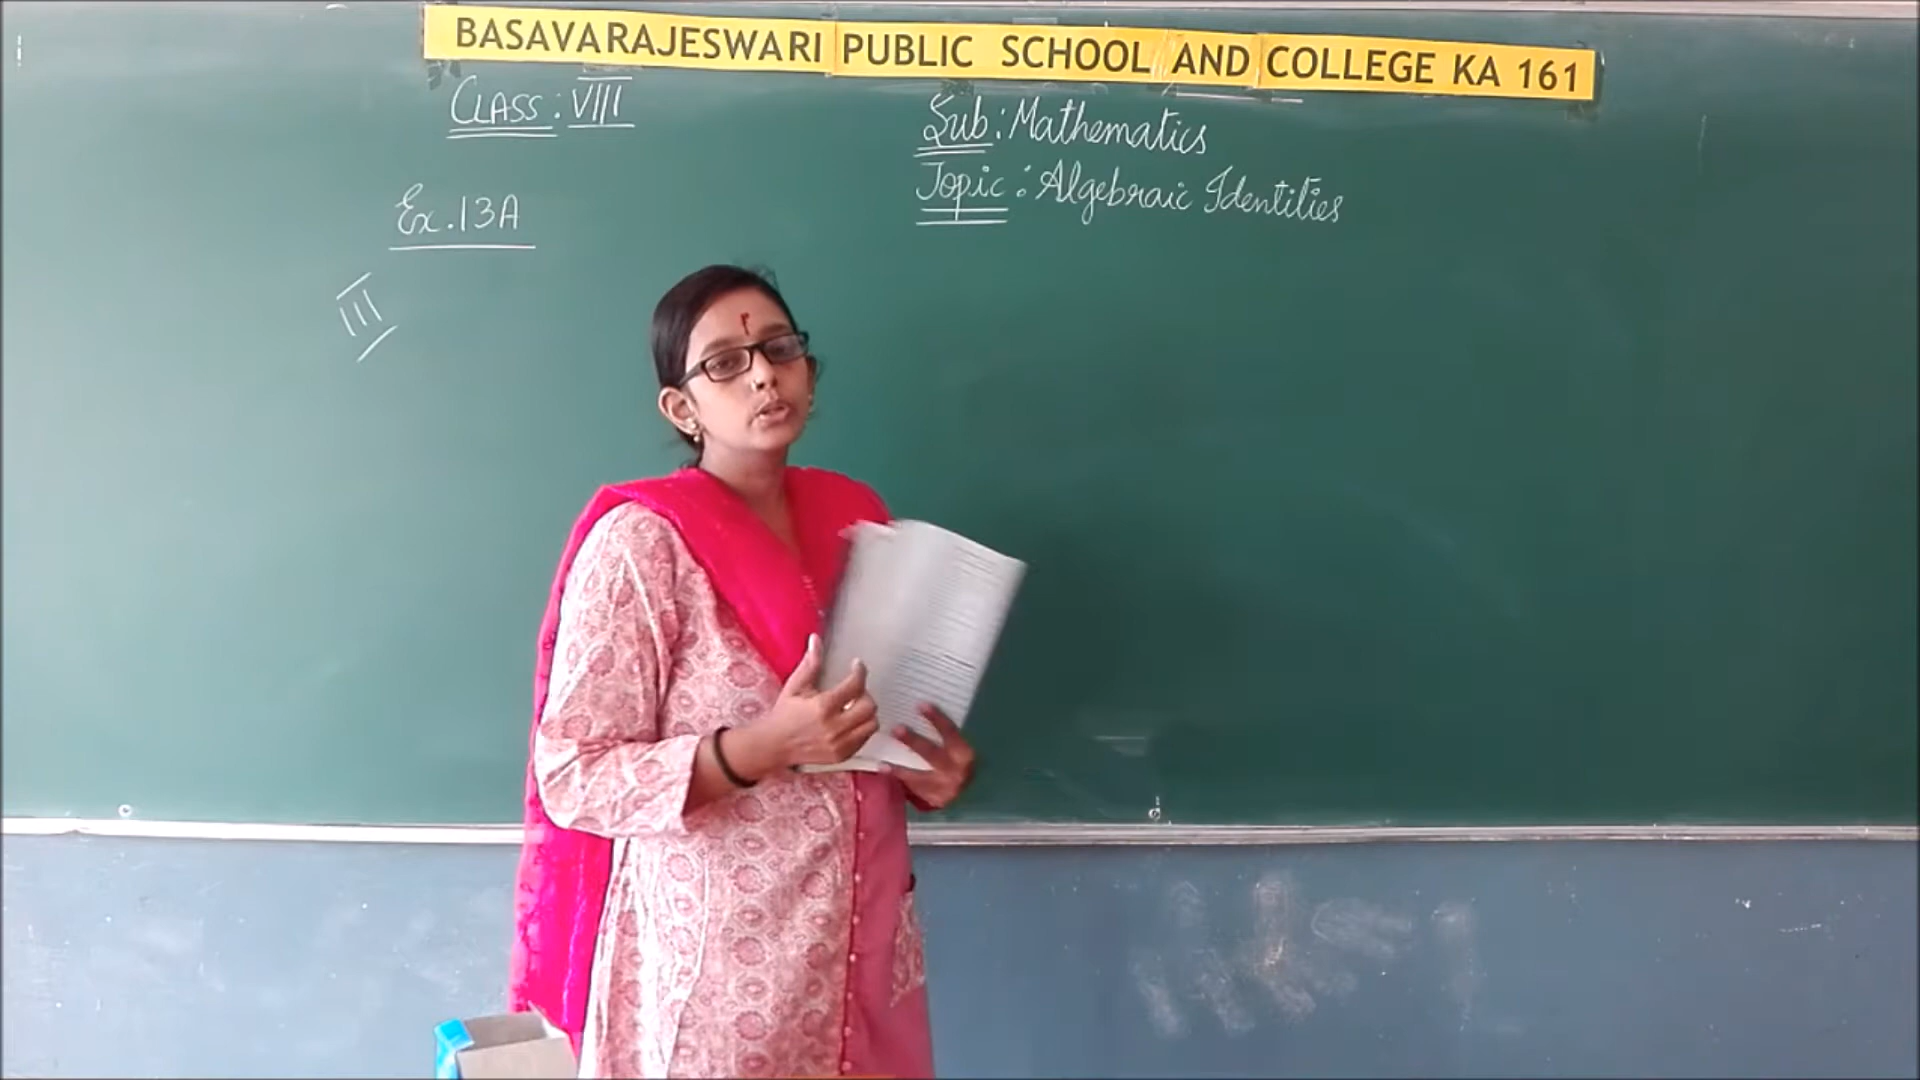 BASAVARAJESWARI PUBLIC SCHOOL AND COLLEGE KA 161
CLASS: VIII
Sub: Mathematics
Topic: Algebraic Identities
Ex. 13A
III